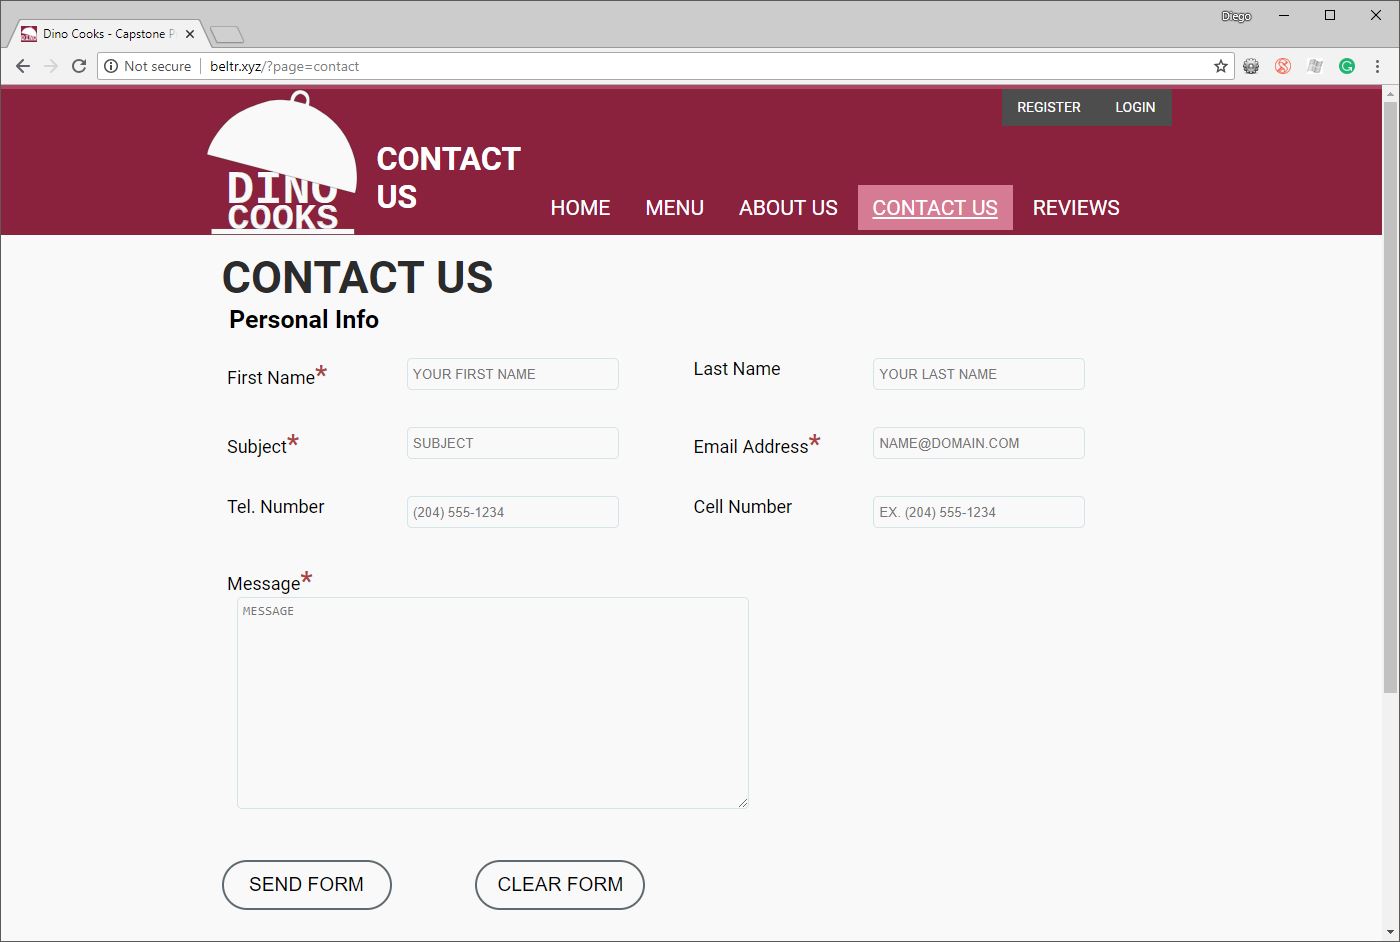 Diego
Dino Cooks - Capstone P
Not secure
beltr.xyz/?page=contact
REGISTER
LOGIN
DINO
COOKS
CONTACT
US
HOME
MENU
ABOUT US
CONTACT US
REVIEWS
CONTACT US
Personal Info
First Name*
YOUR FIRST NAME
Last Name
YOUR LAST NAME
Subject*
SUBJECT
Email Address*
NAME@DOMAIN.COM
Tel. Number
(204) 555-1234
Cell Number
EX. (204) 555-1234
Message*
MESSAGE
SEND FORM
CLEAR FORM